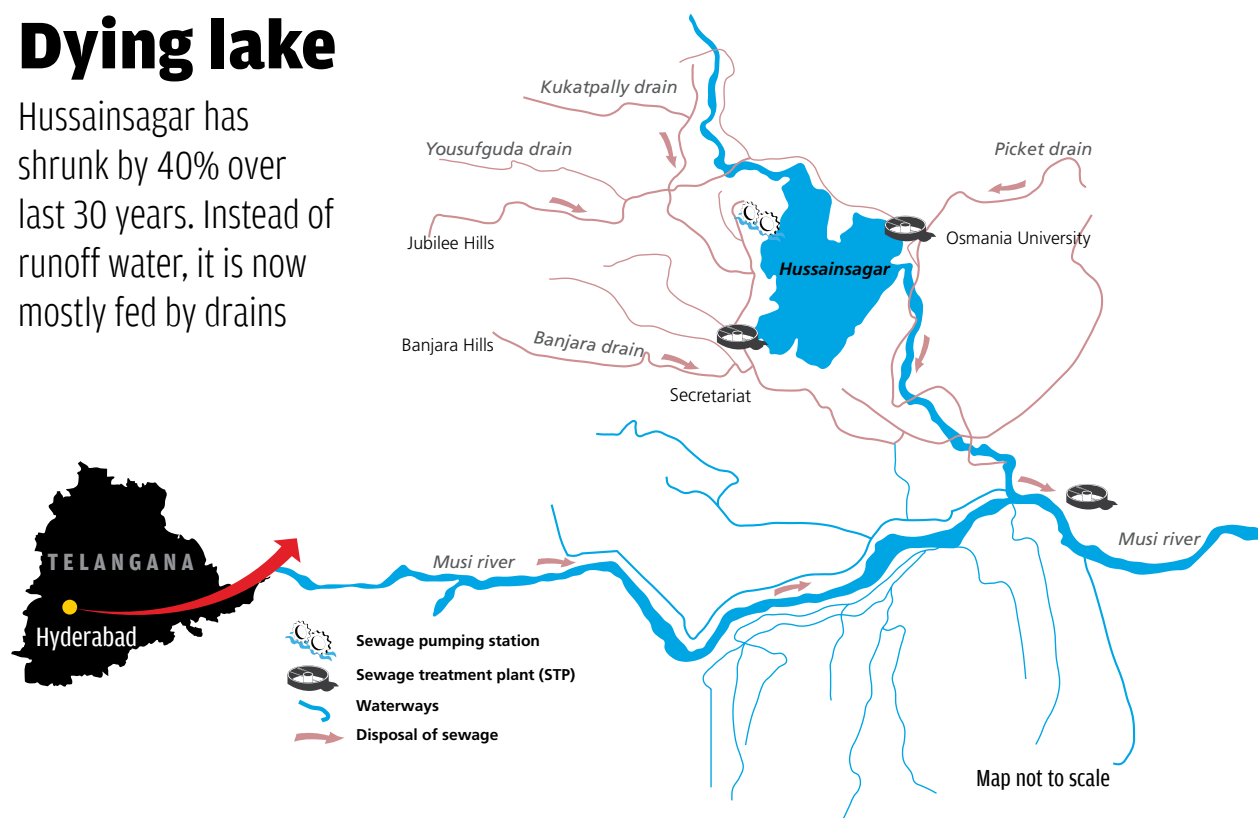 Dying lake
Hussainsagar has
shrunk by 40% over
last 30 years. Instead of
runoff water, it is now
mostly fed by drains
Kukatpally drain
Yousufguda drain
Picket drain
Jubilee Hills
Osmania University
Hussainsagar
Banjara Hills
Banjara drain
Secretariat
TELANGANA
Hyderabad
Musi river
Musi river
Sewage pumping station
Sewage treatment plant (STP)
Waterways
Disposal of sewage
Map not to scale